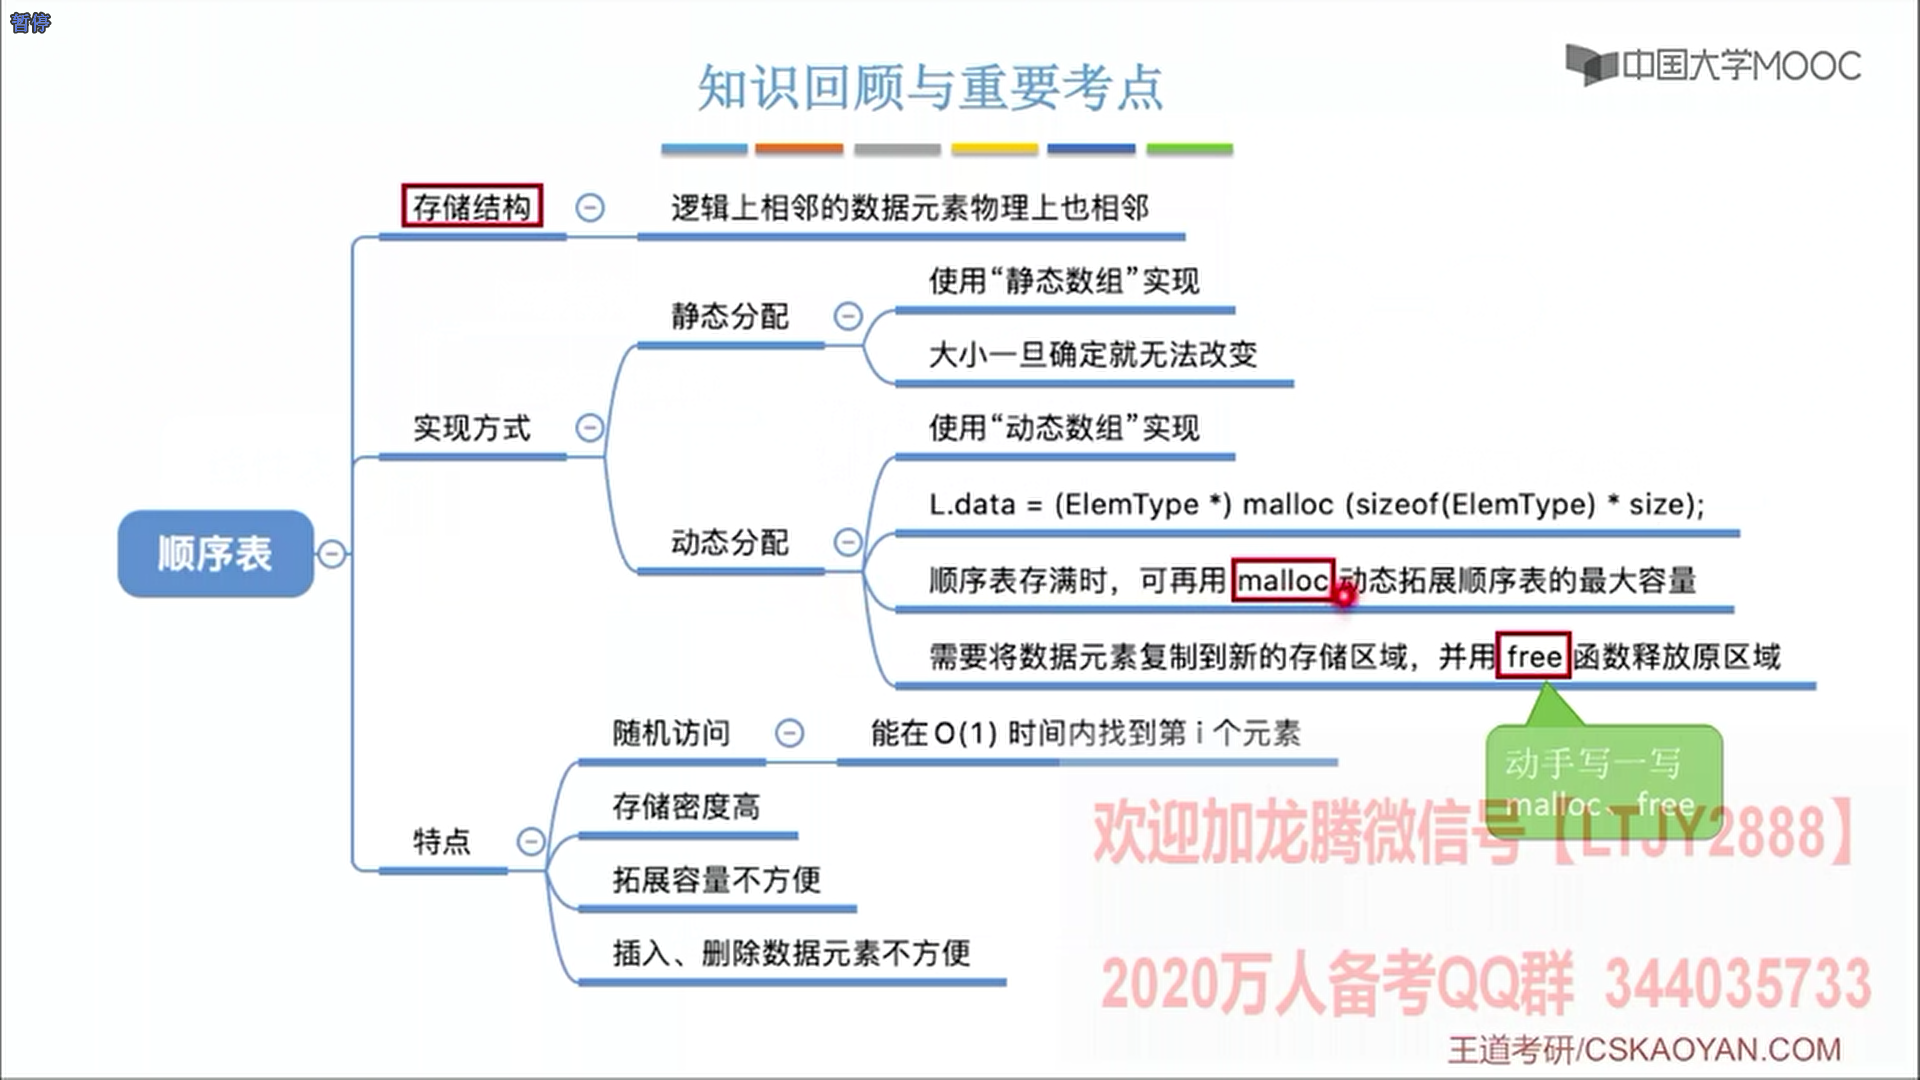 暂停
中国大学MOOC
知识回顾与重要考点
存储结构
逻辑上相邻的数据元素物理上也相邻
使用“静态数组”实现
静态分配
大小一旦确定就无法改变
实现方式
使用“动态数组”实现
L.data = (ElemType *) malloc (sizeof(ElemType) * size);
动态分配
顺序表
顺序表存满时，可再用 malloc 动态拓展顺序表的最大容量
需要将数据元素复制到新的存储区域，并用 free 函数释放原区域
随机访问
能在 O(1) 时间内找到第 i 个元素
动手写一写
malloc、free
存储密度高
欢迎加龙腾微信号【LTJY2888】
特点
拓展容量不方便
插入、删除数据元素不方便
2020万人备考QQ群 344035733
王道考研/CSKAOYAN.COM